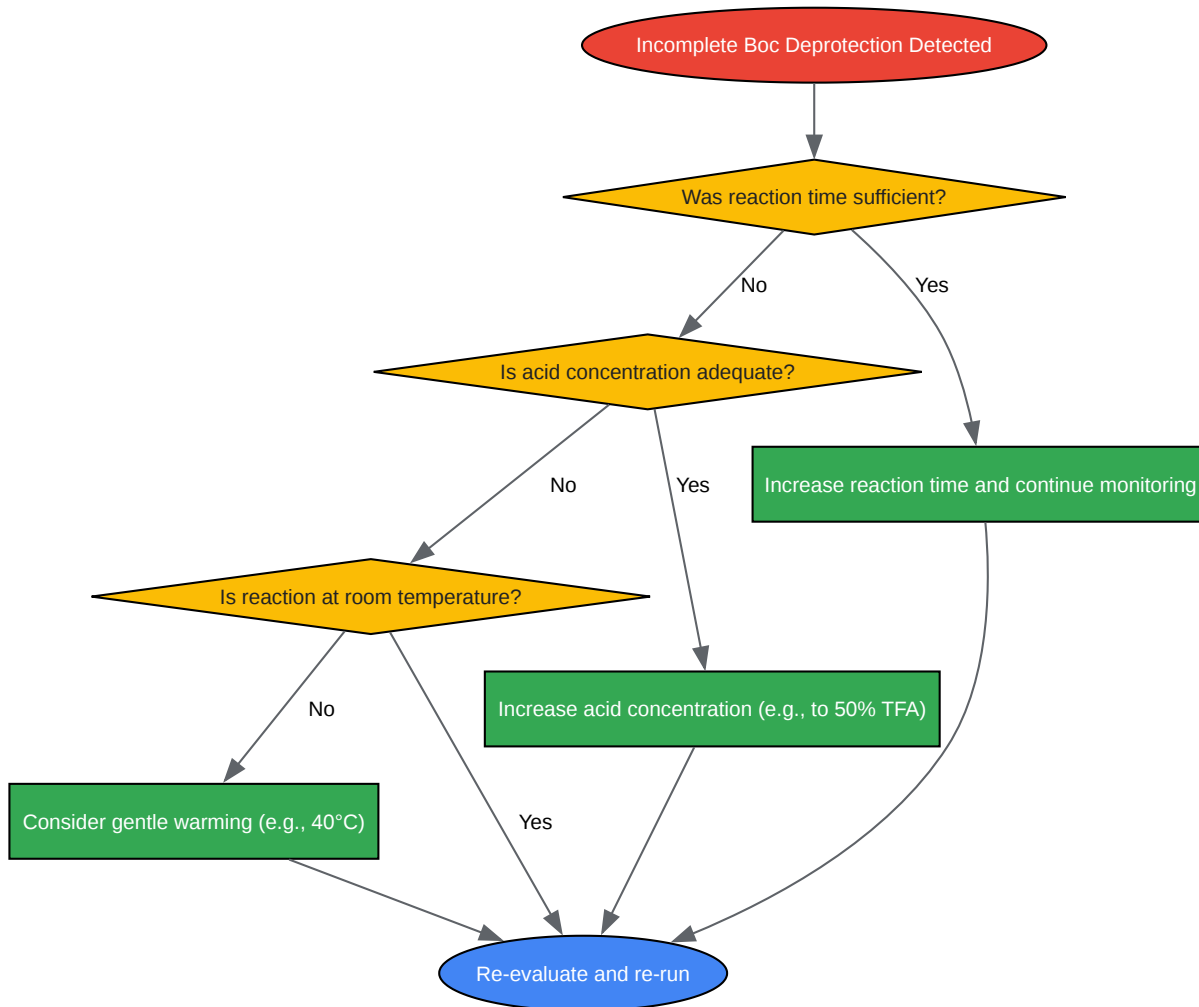 Incomplete Boc Deprotection Detected
Was reaction time sufficient?
No
Yes
Is acid concentration adequate?
No
Yes
Increase reaction time and continue monitoring
Is reaction at room temperature?
No
Increase acid concentration (e.g., to 50% TFA)
Consider gentle warming (e.g., 40°C)
Yes
Re-evaluate and re-run